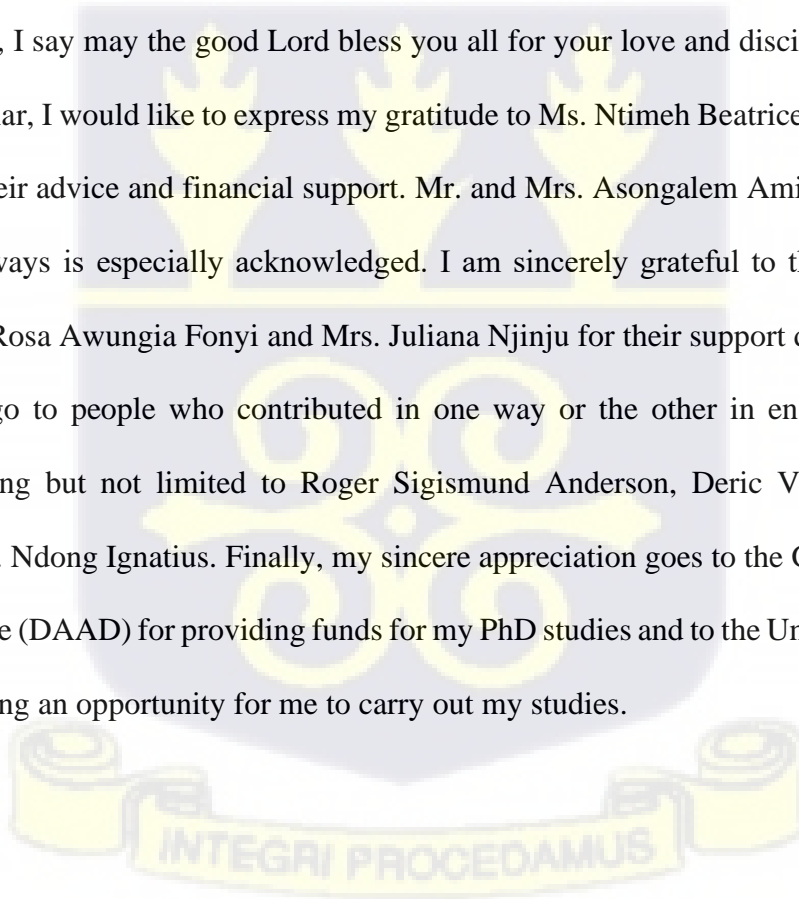 , I say may the good Lord bless you all for your love and disci
ar, I would like to express my gratitude to Ms. Ntimeh Beatrice
eir advice and financial support. Mr. and Mrs. Asongalem Ami
ways is especially acknowledged. I am sincerely grateful to t
Rosa Awungia Fonyi and Mrs. Juliana Njinju for their support
go to people who contributed in one way or the other in en
ng but not limited to Roger Sigismund Anderson, Deric V
. Ndong Ignatius. Finally, my sincere appreciation goes to the
e (DAAD) for providing funds for my PhD studies and to the Un
ng an opportunity for me to carry out my studies.
INTEGRI PROCEDAMUS